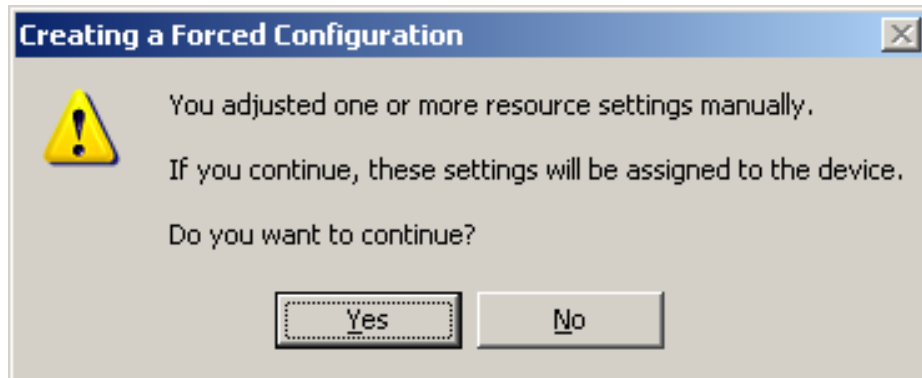 Creating a Forced Configuration
You adjusted one or more resource settings manually.
If you continue, these settings will be assigned to the device.
Do you want to continue?
Yes No